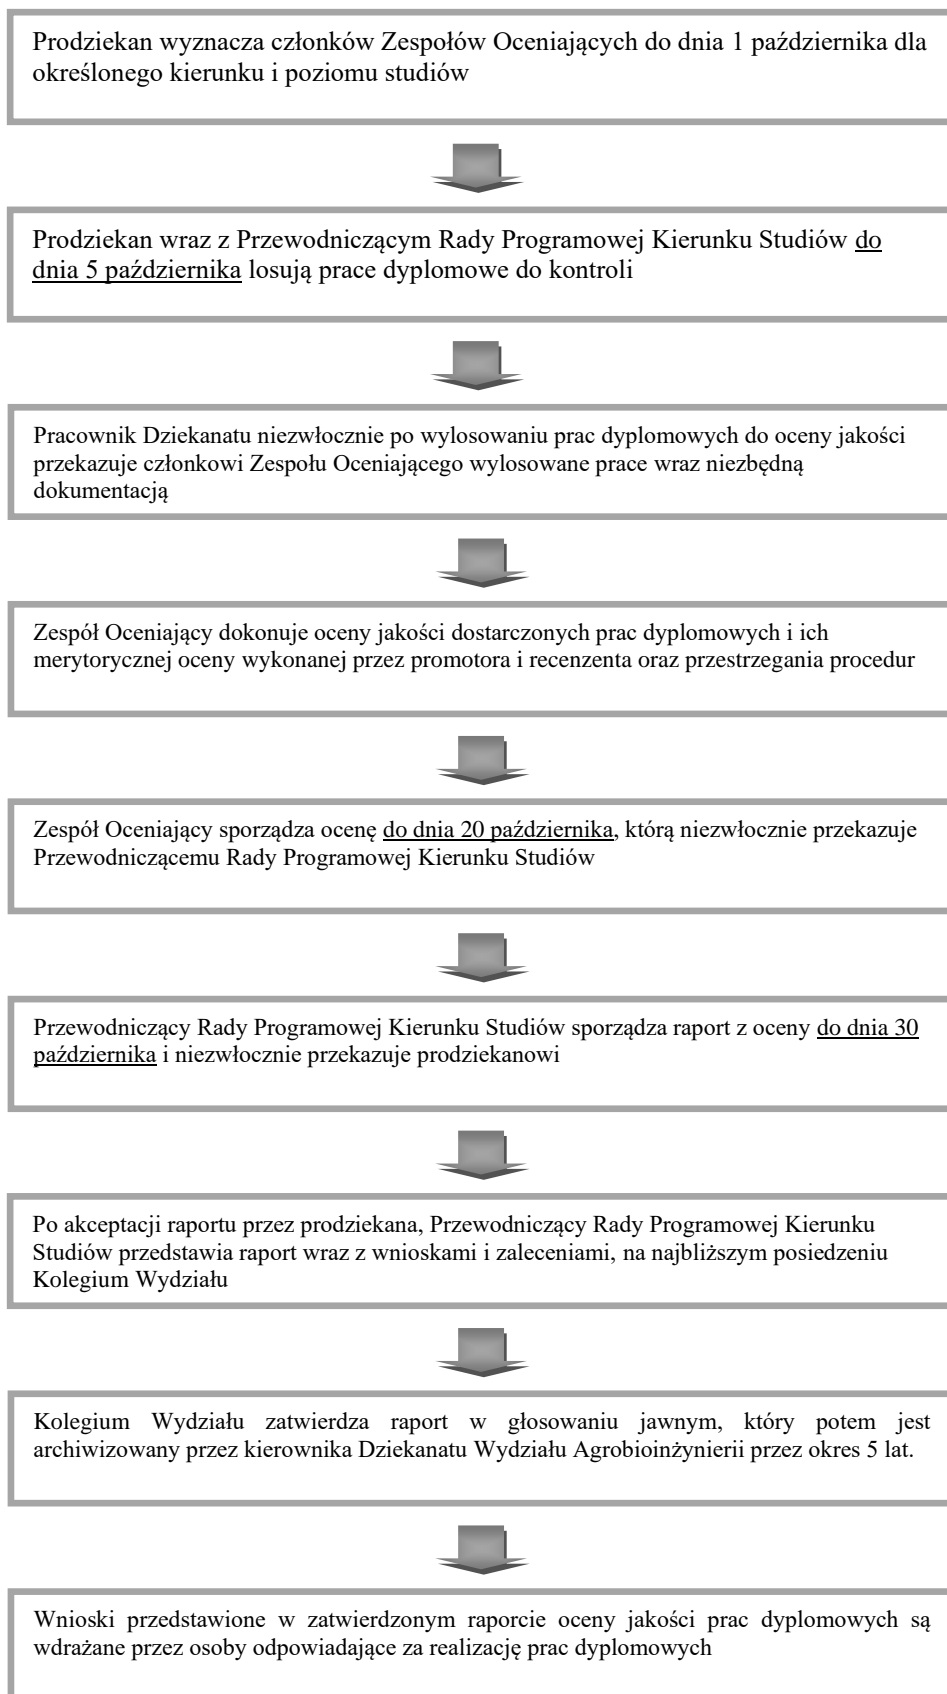 Prodziekan wyznacza członków Zespołów Oceniających do dnia 1 października dla
określonego kierunku i poziomu studiów
Prodziekan wraz z Przewodniczącym Rady Programowej Kierunku Studiów do
dnia 5 października losują prace dyplomowe do kontroli
Pracownik Dziekanatu niezwłocznie po wylosowaniu prac dyplomowych do oceny jakości
przekazuje członkowi Zespołu Oceniającego wylosowane prace wraz niezbędną
dokumentacją
Zespół Oceniający dokonuje oceny jakości dostarczonych prac dyplomowych i ich
merytorycznej oceny wykonanej przez promotora i recenzenta oraz przestrzegania procedur
Zespół Oceniający sporządza ocenę do dnia 20 października, którą niezwłocznie przekazuje
Przewodniczącemu Rady Programowej Kierunku Studiów
Przewodniczący Rady Programowej Kierunku Studiów sporządza raport z oceny do dnia 30
października i niezwłocznie przekazuje prodziekanowi
Po akceptacji raportu przez prodziekana, Przewodniczący Rady Programowej Kierunku
Studiów przedstawia raport wraz z wnioskami i zaleceniami, na najbliższym posiedzeniu
Kolegium Wydziału
Kolegium Wydziału zatwierdza raport w głosowaniu jawnym, który potem jest
archiwizowany przez kierownika Dziekanatu Wydziału Agrobioinżynierii przez okres 5 lat.
Wnioski przedstawione w zatwierdzonym raporcie oceny jakości prac dyplomowych są
wdrażane przez osoby odpowiadające za realizację prac dyplomowych